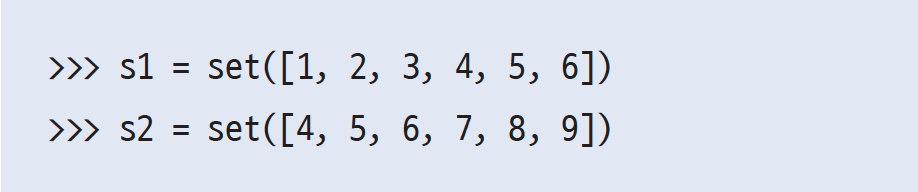 >>> s1 = set([1, 2, 3, 4, 5, 6])
>>> s2 = set([4, 5, 6, 7, 8, 9])